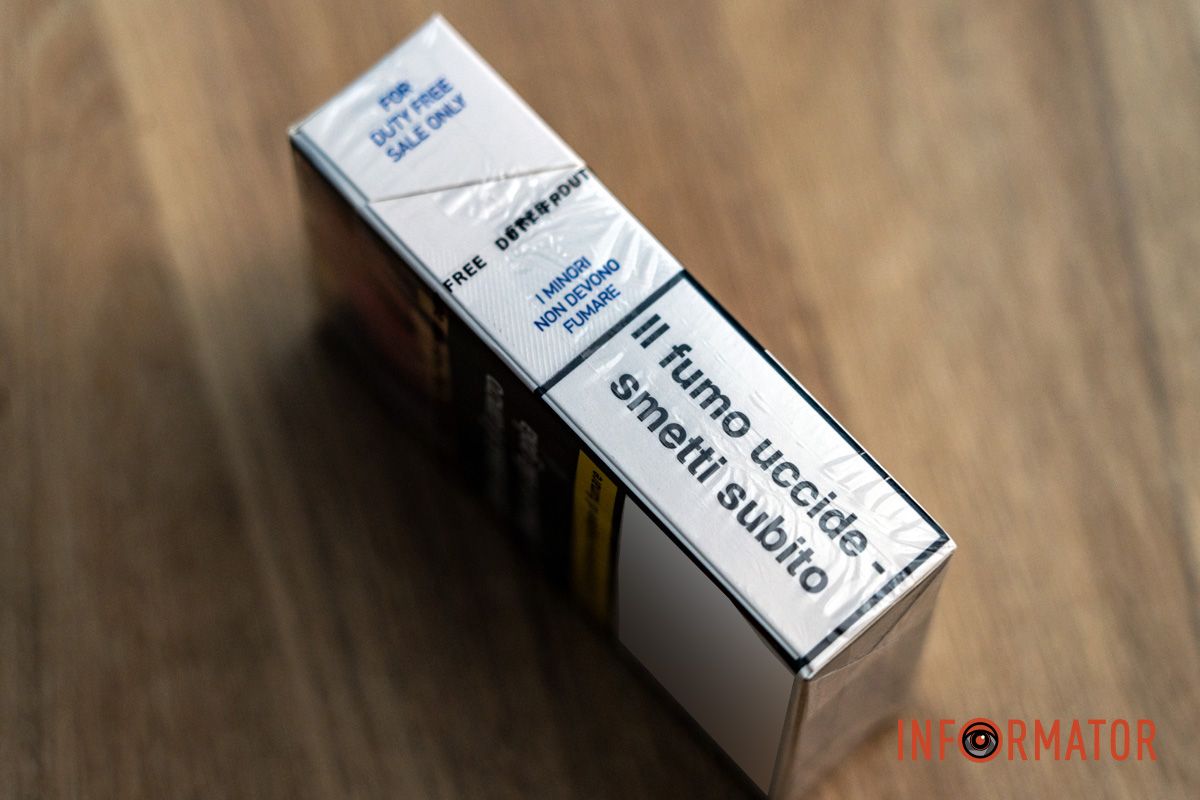 FOR
DUTY FREE
SALE ONLY
FREE
I MINORI
NON DEVONO
FUMARE
Il fumo uccide -
smetti subito
INFORMATOR